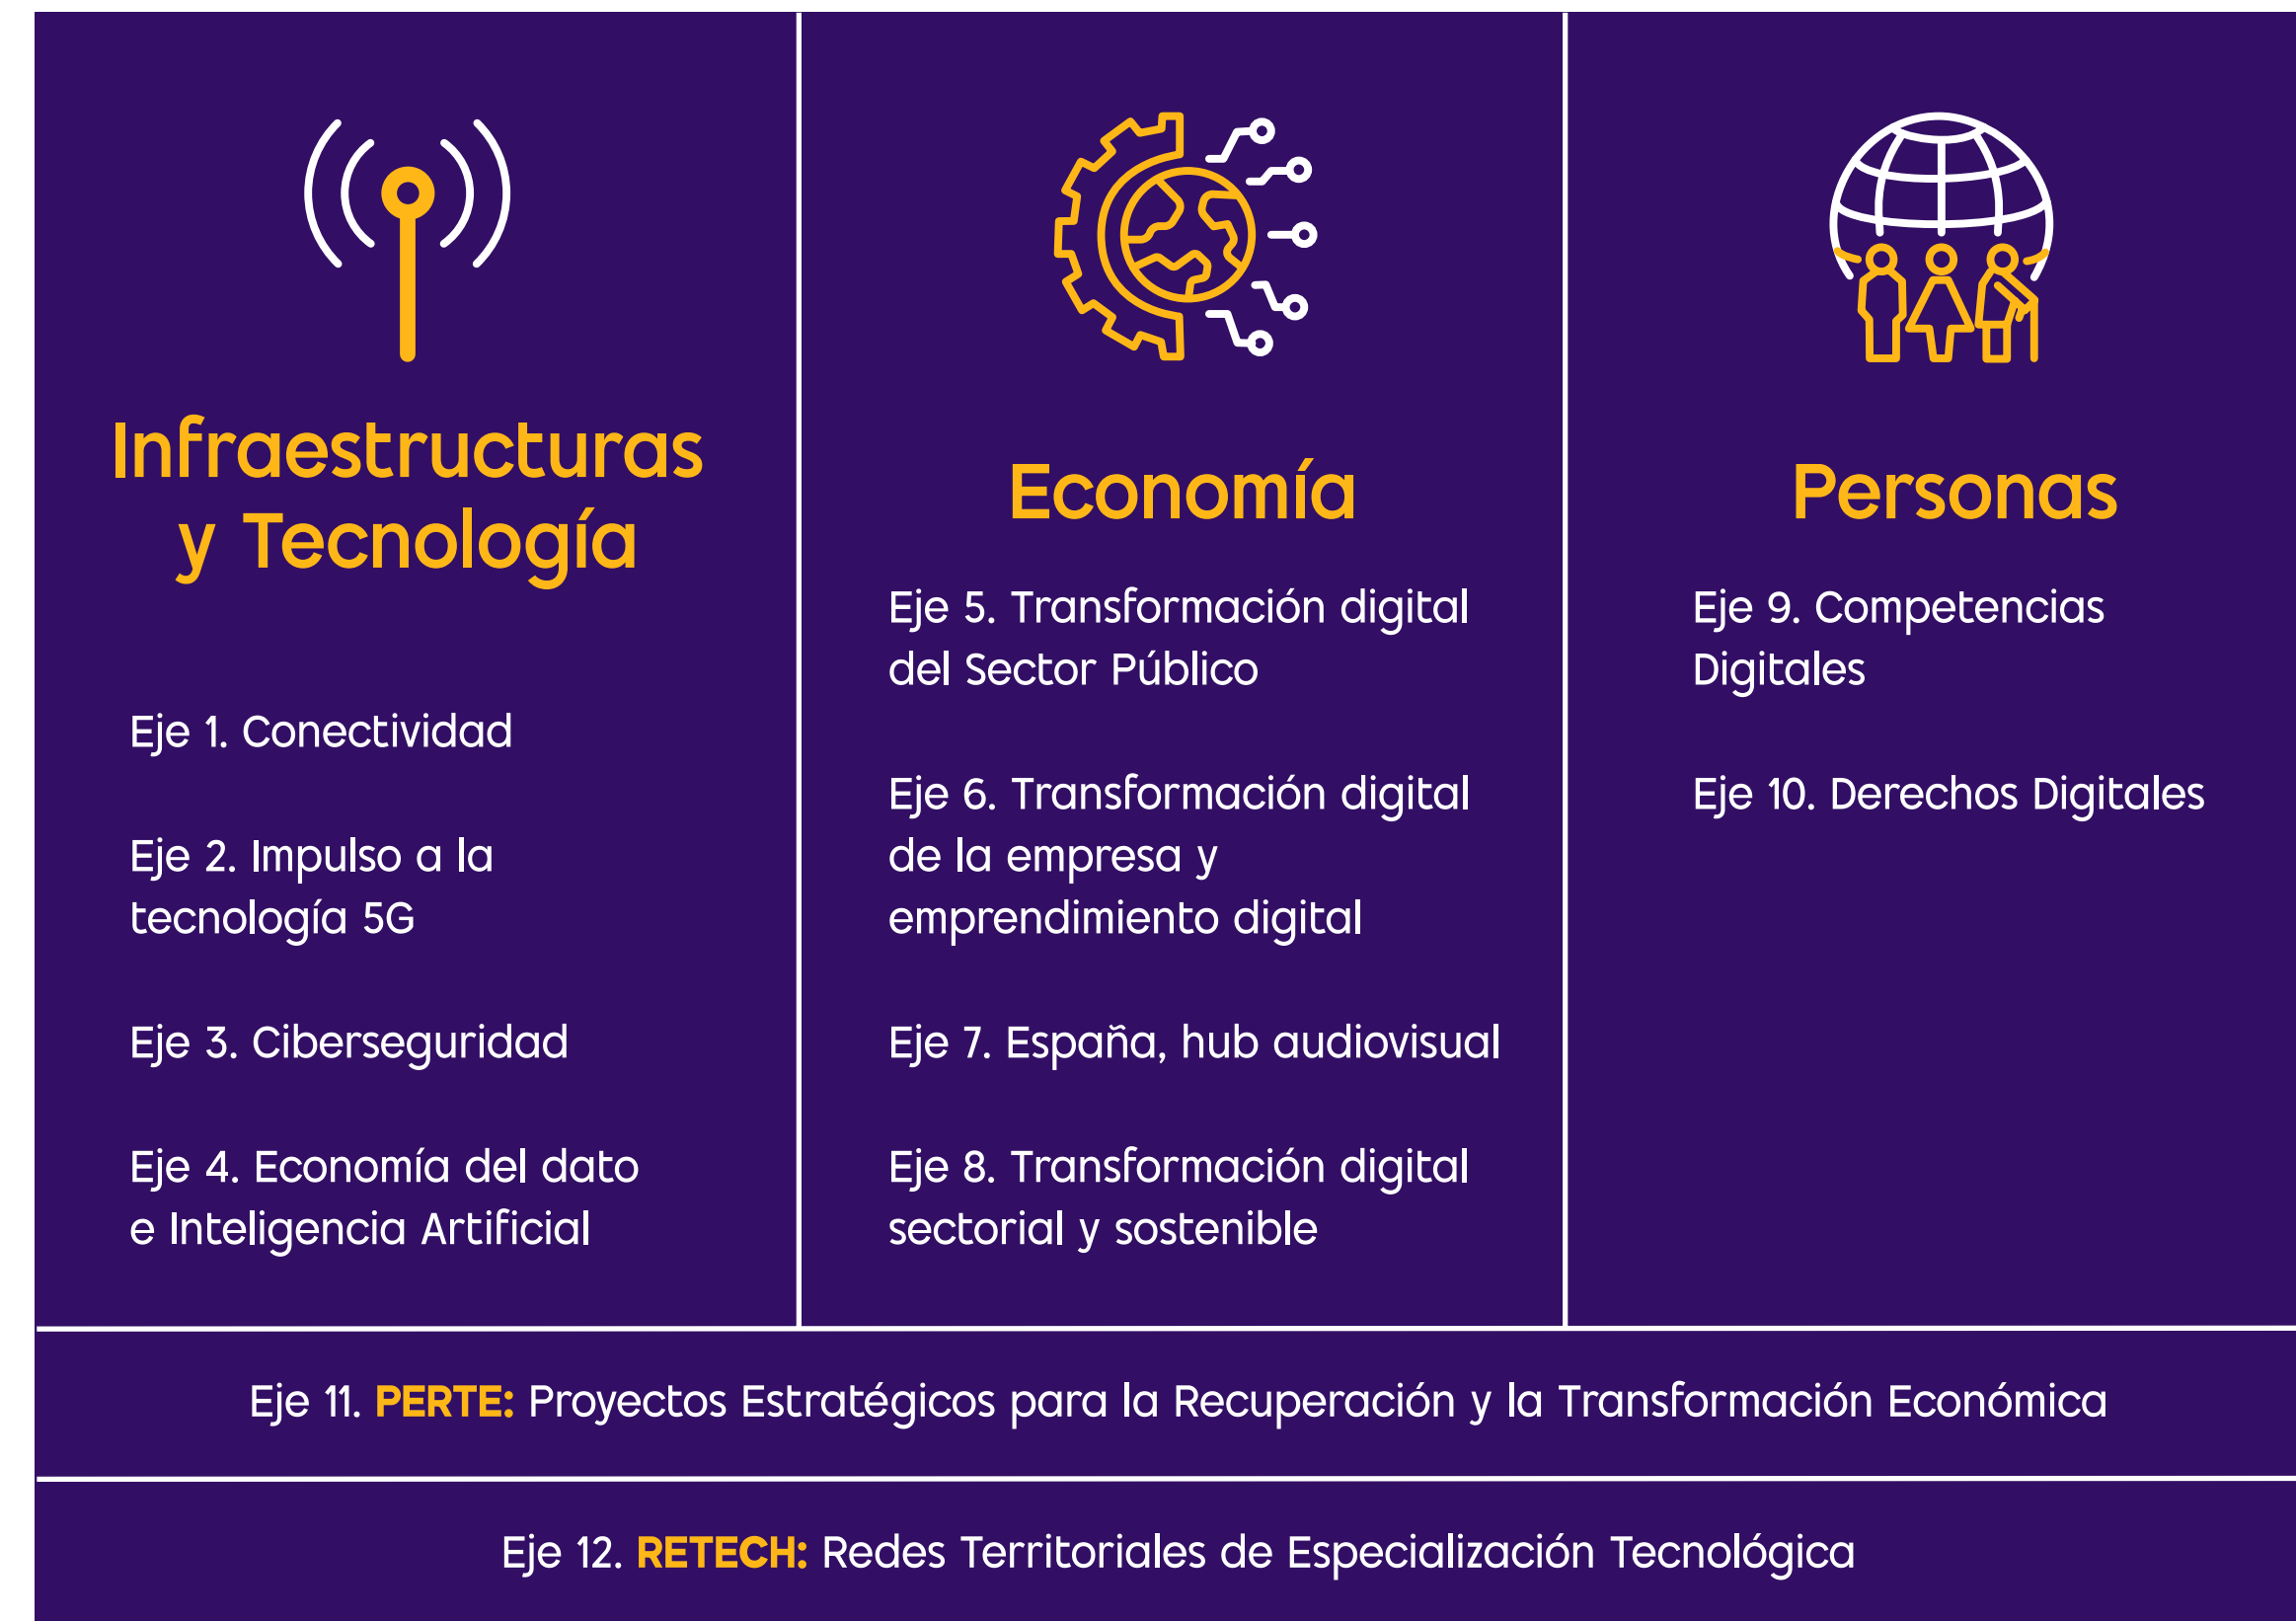 Infraestructuras
y Tecnología
Eje 1. Conectividad
Eje 2. Impulso a la
tecnología 5G
Eje 3. Ciberseguridad
Eje 4. Economía del dato
e Inteligencia Artificial
Economía
Eje 5. Transformación digital
del Sector Público
Eje 6. Transformación digital
de la empresa y
emprendimiento digital
Eje 7. España, hub audiovisual
Eje 8. Transformación digital
sectorial y sostenible
Personas
Eje 9. Competencias
Digitales
Eje 10. Derechos Digitales
Eje 11. PERTE: Proyectos Estratégicos para la Recuperación y la Transformación Económica
Eje 12. RETECH: Redes Territoriales de Especialización Tecnológica